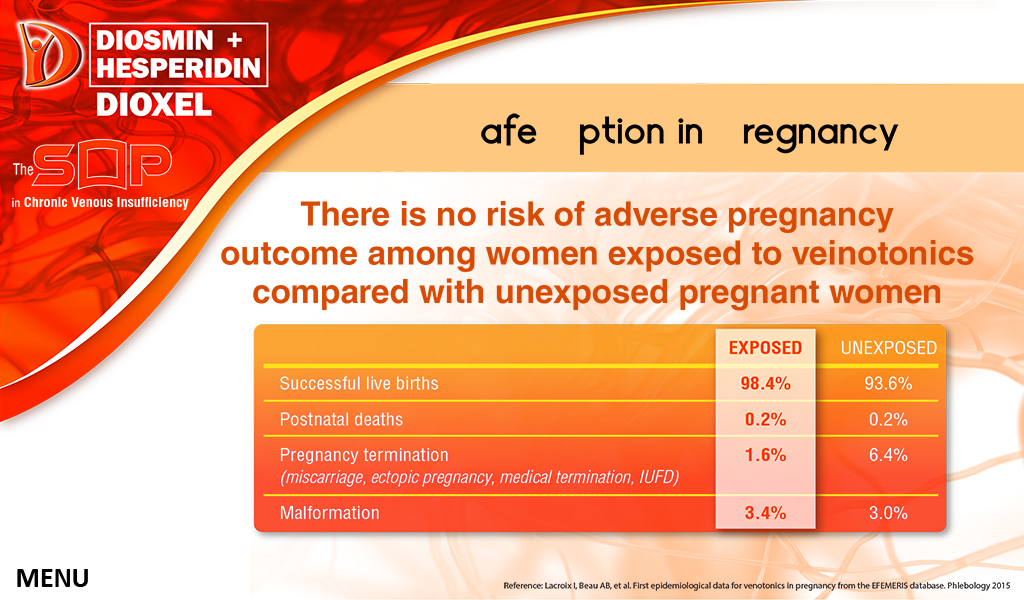 DIOSMIN +
HESPERIDIN
DIOXEL
The SOP
in Chronic Venous Insufficiency
afe ption in regnancy
There is no risk of adverse pregnancy
outcome among women exposed to veinotonics
compared with unexposed pregnant women
EXPOSED UNEXPOSED
Successful live births 98.4% 93.6%
Postnatal deaths 0.2% 0.2%
Pregnancy termination 1.6% 6.4%
(miscarriage, ectopic pregnancy, medical termination, IUFD)
Malformation 3.4% 3.0%
MENU
Reference: Lacroix I, Beau AB, et al. First epidemiological data for venotonics in pregnancy from the EFEMERIS database. Phlebology 2015